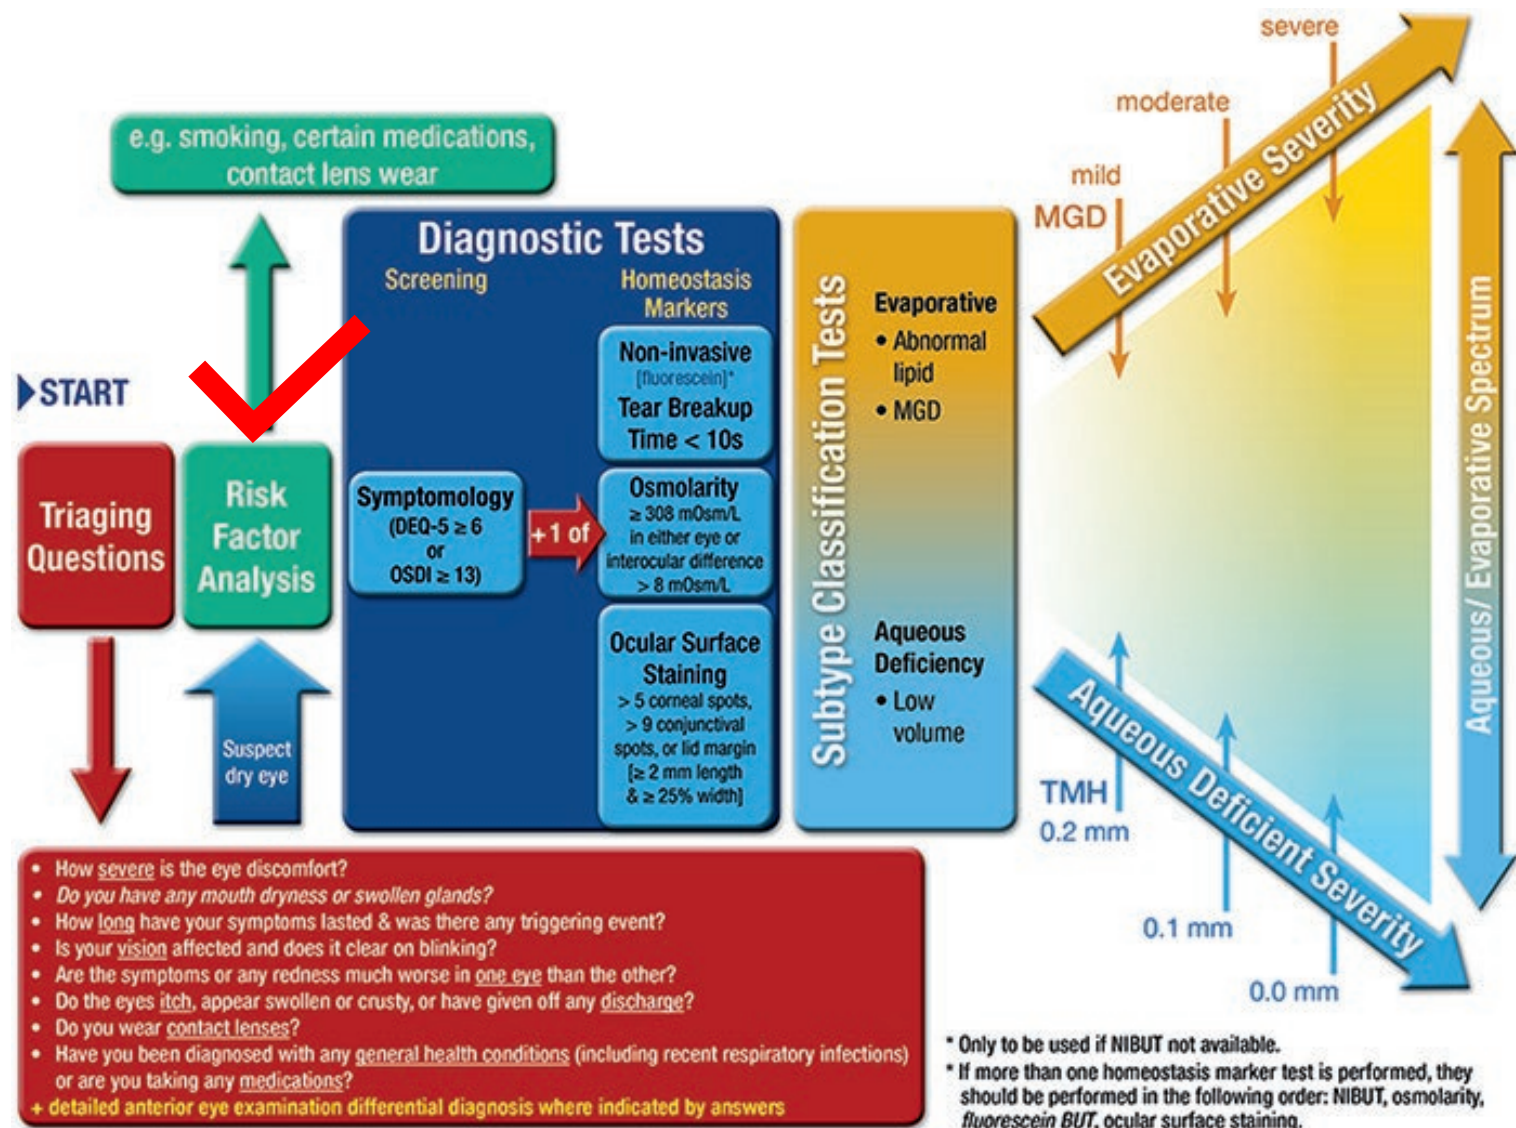 e.g. smoking, certain medications,
contact lens wear
START
Triaging
Questions
Risk
Factor
Analysis
Suspect
dry eye
Diagnostic Tests
Screening
Symptomology
(DEQ-5 ≥ 6
or
OSDI ≥ 13)
+1 of
Homeostasis
Markers
Non-invasive
[fluorescein]*
Tear Breakup
Time < 10s
Osmolarity
≥ 308 mOsm/L
in either eye or
interocular difference
> 8 mOsm/L
Ocular Surface
Staining
> 5 corneal spots,
> 9 conjunctival
spots, or lid margin
[≥ 2 mm length
& ≥ 25% width]
Subtype Classification Tests
Evaporative
• Abnormal
lipid
• MGD
Aqueous
Deficiency
• Low
volume
severe
moderate
mild
MGD
Evaporative Severity
Aqueous/ Evaporative Spectrum
Aqueous Deficient Severity
TMH
0.2 mm
0.1 mm
0.0 mm
• How severe is the eye discomfort?
• Do you have any mouth dryness or swollen glands?
• How long have your symptoms lasted & was there any triggering event?
• Is your vision affected and does it clear on blinking?
• Are the symptoms or any redness much worse in one eye than the other?
• Do the eyes itch, appear swollen or crusty, or have given off any discharge?
• Do you wear contact lenses?
• Have you been diagnosed with any general health conditions (including recent respiratory infections)
or are you taking any medications?
+ detailed anterior eye examination differential diagnosis where indicated by answers
* Only to be used if NIBUT not available.
* If more than one homeostasis marker test is performed, they
should be performed in the following order: NIBUT, osmolarity,
fluorescein BUT, ocular surface staining.